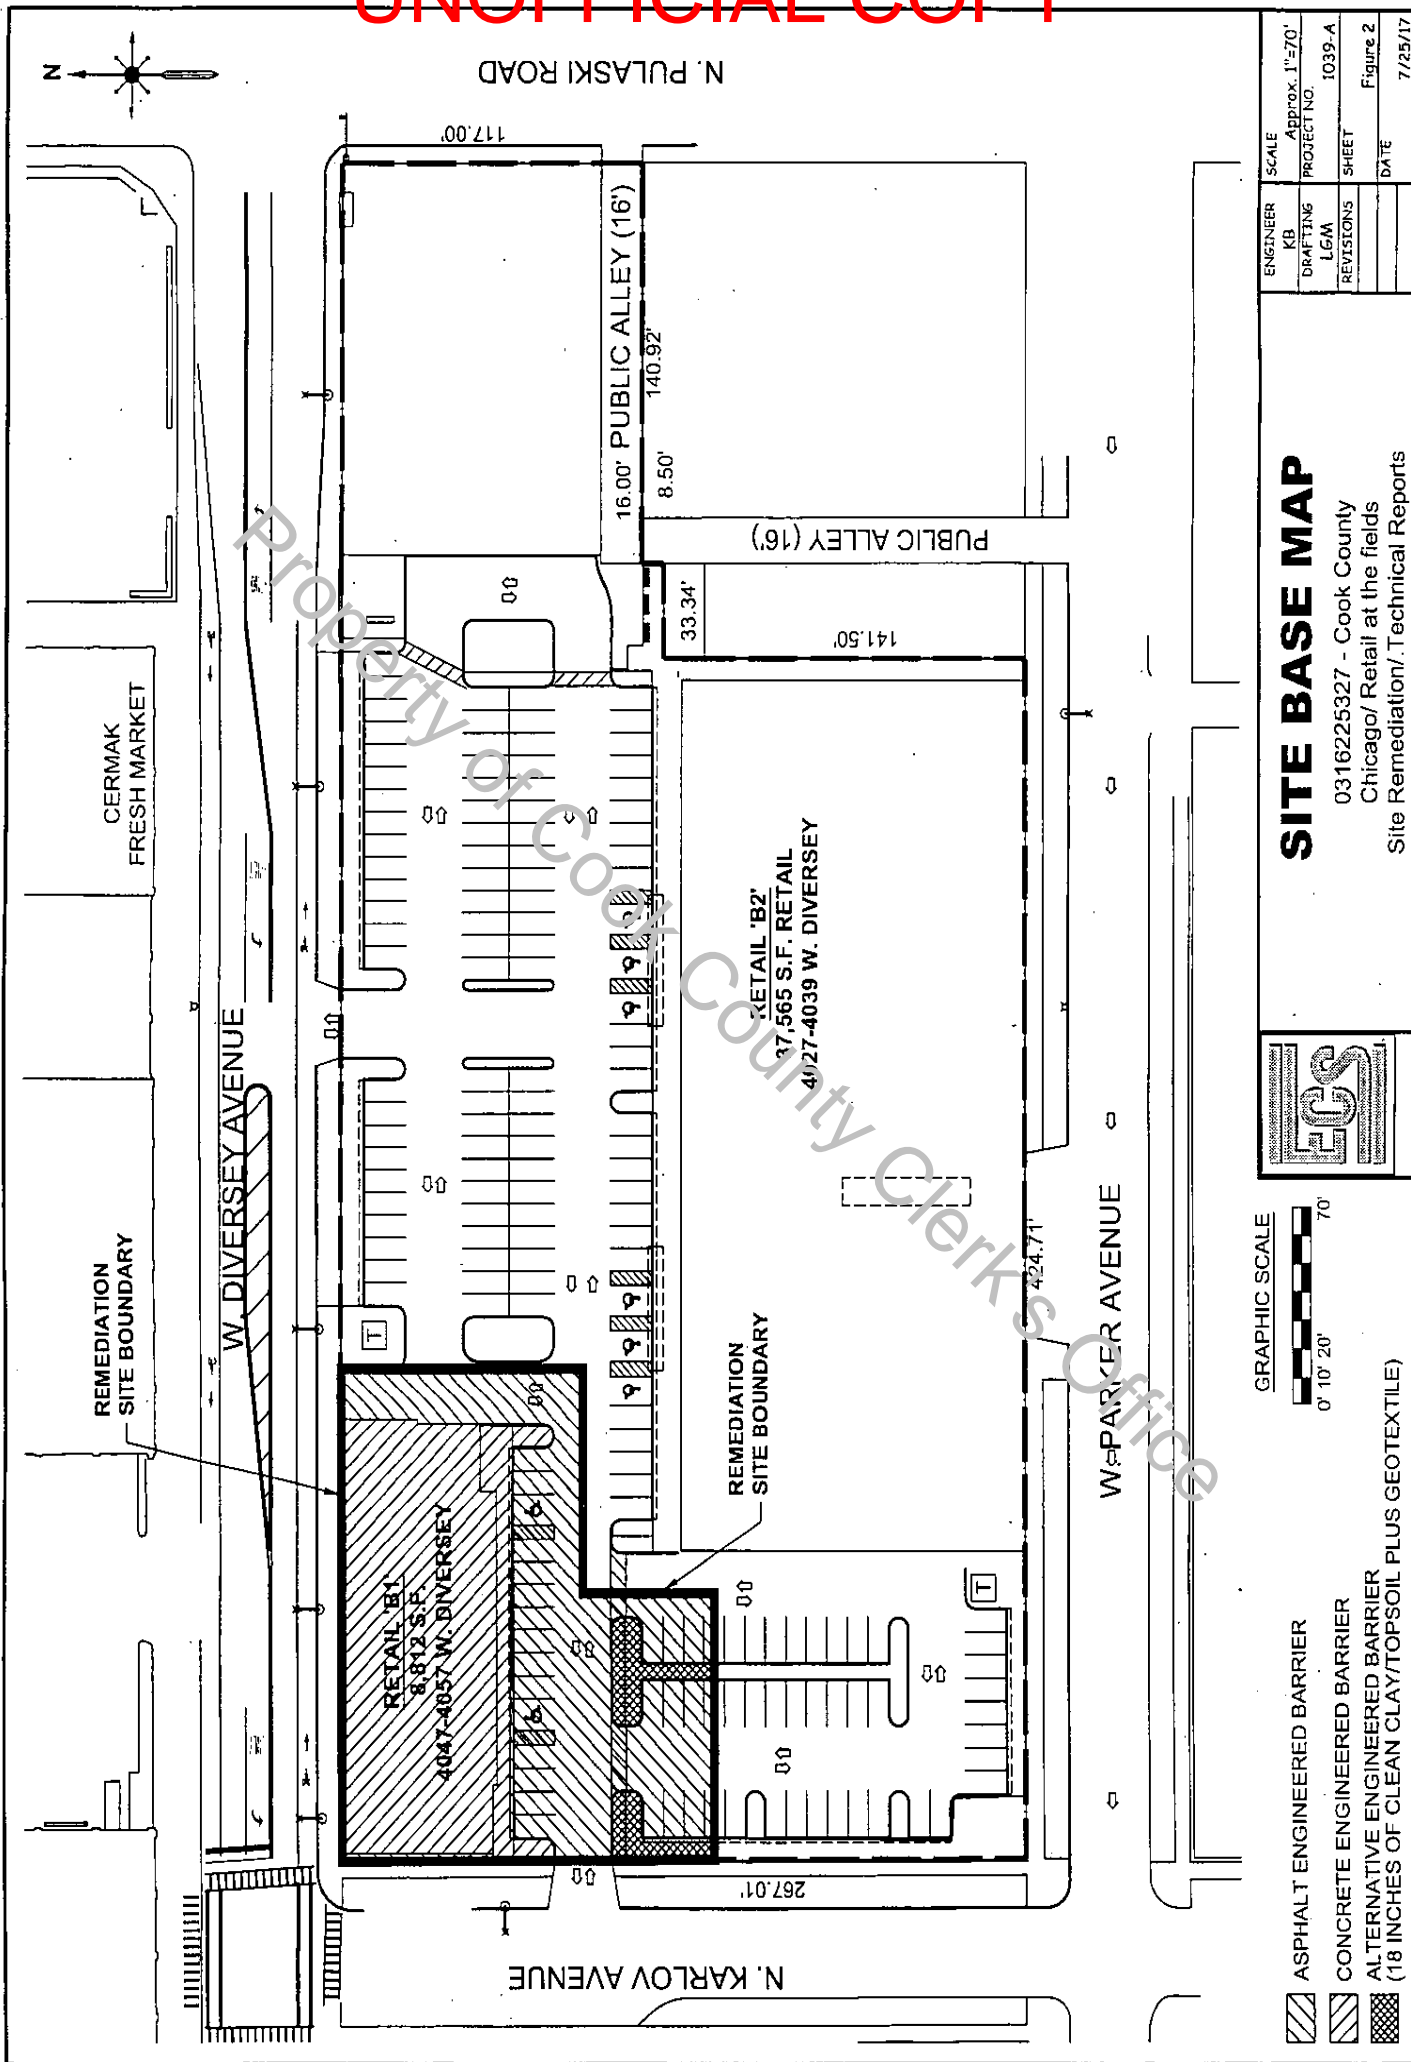 UNOFFICIAL COPY
N
N. PULASKI ROAD
117.00'
16.00' PUBLIC ALLEY (16')
140.92'
8.50'
PUBLIC ALLEY (16')
33.34'
141.50'
CERMAK
FRESH MARKET
W. DIVERSEY AVENUE
REMEDIATION
SITE BOUNDARY
RETAIL 'B2'
37,565 S.F. RETAIL
4027-4039 W. DIVERSEY
T
RETAIL 'B1'
8,812 S.F.
4047-4057 W. DIVERSEY
REMEDIATION
SITE BOUNDARY
T
424.71'
W. PARKER AVENUE
267.01'
N. KARLOV AVENUE
Property of Cook County Clerk's Office
ASPHALT ENGINEERED BARRIER
CONCRETE ENGINEERED BARRIER
ALTERNATIVE ENGINEERED BARRIER
(18 INCHES OF CLEAN CLAY/TOPSOIL PLUS GEOTEXTILE)
GRAPHIC SCALE
0' 10' 20' 70'
ECS
SITE BASE MAP
0316225327 - Cook County
Chicago/ Retail at the fields
Site Remediation/ Technical Reports
ENGINEER
KB
DRAFTING
LGM
REVISIONS
SCALE
Approx. 1"=70'
PROJECT NO.
1039-A
SHEET
Figure 2
DATE
7/25/17